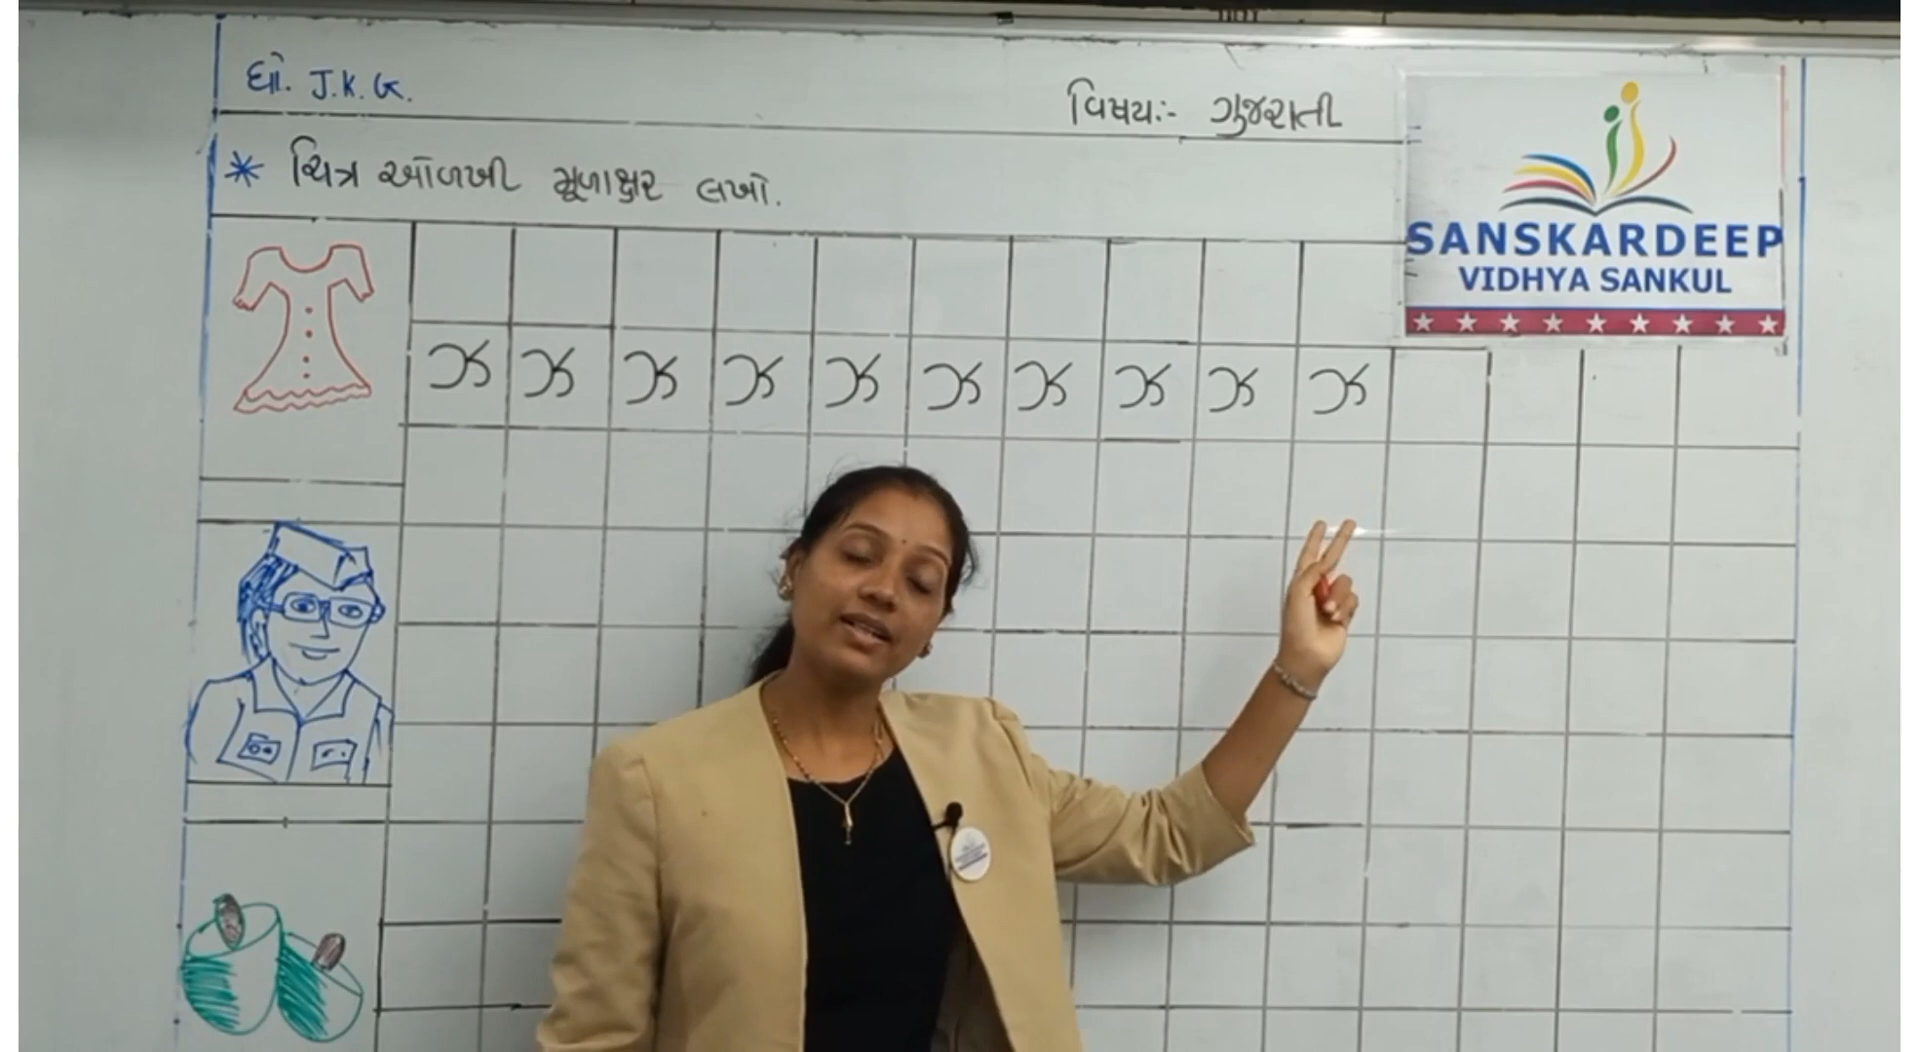 ધો. J.K.G.
વિષય:- ગુજરાતી
* ચિત્ર ઓળખી મૂળાક્ષર લખો.
SANSKARDEEP
VIDHYA SANKUL
ઝ ઝ ઝ ઝ ઝ ઝ ઝ ઝ ઝ ઝ